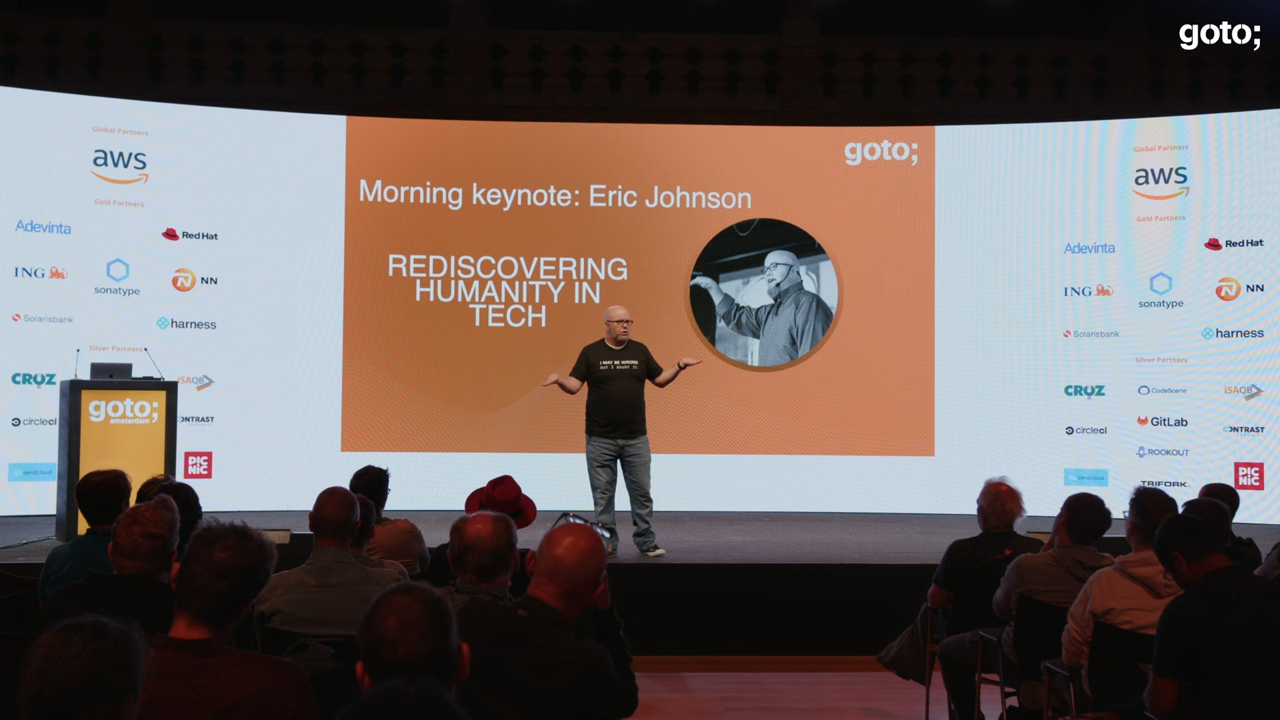 goto;
Global Partners
aws
Gold Partners
Adevinta
Red Hat
ING
sonatype
NN
Solarisbank
harness
Silver Partners
CRQZ
iSAQB
circleci
CONTRAST
PIC
NIC
goto;
amsterdam
goto;
Morning keynote: Eric Johnson
REDISCOVERING
HUMANITY IN
TECH
I MAY BE WRONG
but I doubt it.
Global Partners
aws
Gold Partners
Adevinta
Red Hat
ING
sonatype
NN
Solarisbank
harness
Silver Partners
CRQZ
CodeScene
iSAQB
circleci
GitLab
CONTRAST
ROOKOUT
TRIFORK
PIC
NIC